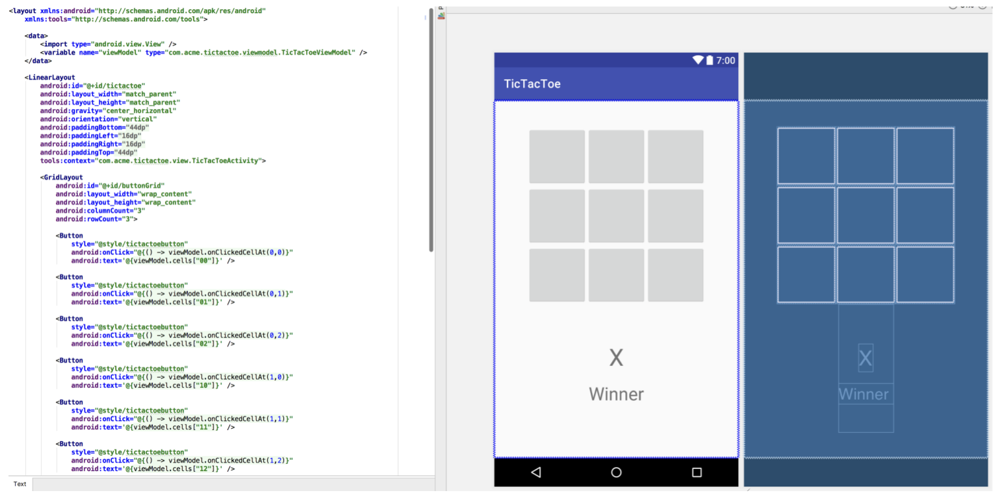 <layout xmlns:android="http://schemas.android.com/apk/res/android"
    xmlns:tools="http://schemas.android.com/tools">

    <data>
        <import type="android.view.View" />
        <variable name="viewModel" type="com.acme.tictactoe.viewmodel.TicTacToeViewModel" />
    </data>

    <LinearLayout
        android:id="@+id/tictactoe"
        android:layout_width="match_parent"
        android:layout_height="match_parent"
        android:gravity="center_horizontal"
        android:orientation="vertical"
        android:paddingBottom="44dp"
        android:paddingLeft="16dp"
        android:paddingRight="16dp"
        android:paddingTop="44dp"
        tools:context="com.acme.tictactoe.view.TicTacToeActivity">

        <GridLayout
            android:id="@+id/buttonGrid"
            android:layout_width="wrap_content"
            android:layout_height="wrap_content"
            android:columnCount="3"
            android:rowCount="3">

            <Button
                style="@style/tictactoebutton"
                android:onClick="@{() -> viewModel.onClickedCellAt(0,0)}"
                android:text='@{viewModel.cells["00"]}' />

            <Button
                style="@style/tictactoebutton"
                android:onClick="@{() -> viewModel.onClickedCellAt(0,1)}"
                android:text='@{viewModel.cells["01"]}' />

            <Button
                style="@style/tictactoebutton"
                android:onClick="@{() -> viewModel.onClickedCellAt(0,2)}"
                android:text='@{viewModel.cells["02"]}' />

            <Button
                style="@style/tictactoebutton"
                android:onClick="@{() -> viewModel.onClickedCellAt(1,0)}"
                android:text='@{viewModel.cells["10"]}' />

            <Button
                style="@style/tictactoebutton"
                android:onClick="@{() -> viewModel.onClickedCellAt(1,1)}"
                android:text='@{viewModel.cells["11"]}' />

            <Button
                style="@style/tictactoebutton"
                android:onClick="@{() -> viewModel.onClickedCellAt(1,2)}"
                android:text='@{viewModel.cells["12"]}' />
Text
7:00
TicTacToe
X
Winner
X
Winner